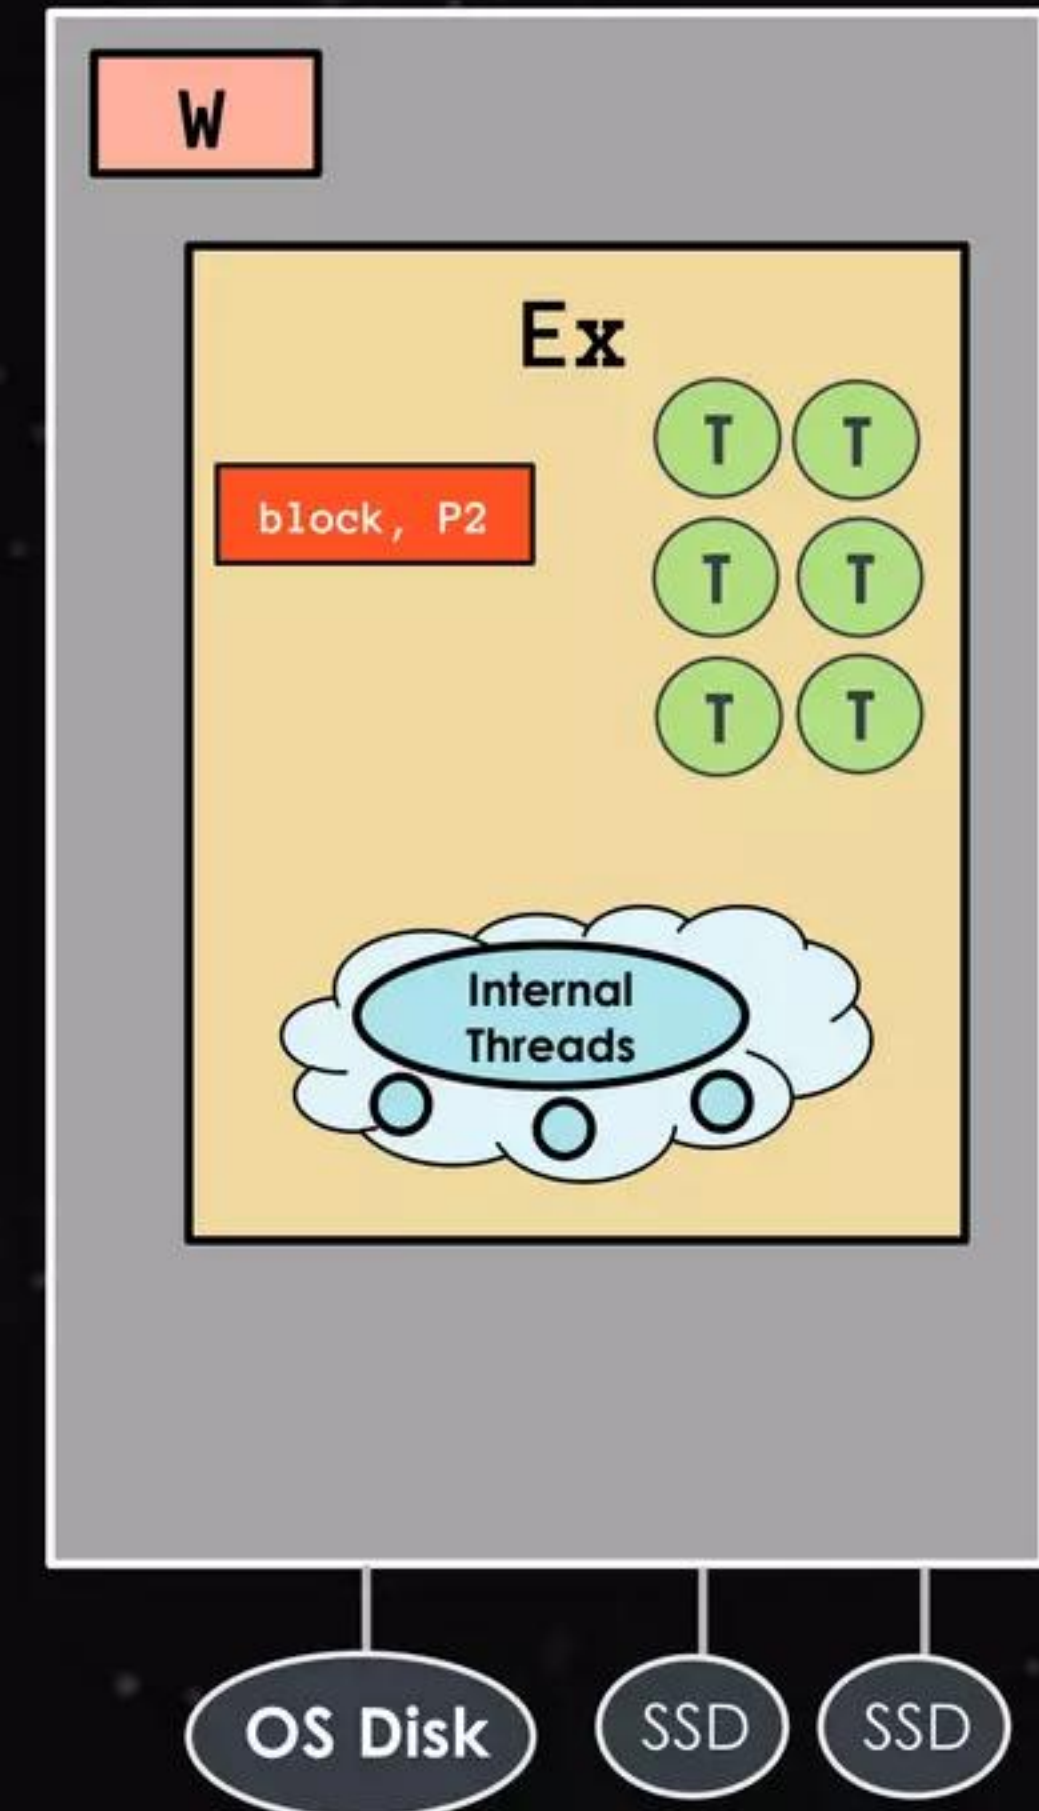 W
Ex
T T
block, P2
T T
T T
Internal
Threads
OS Disk SSD SSD